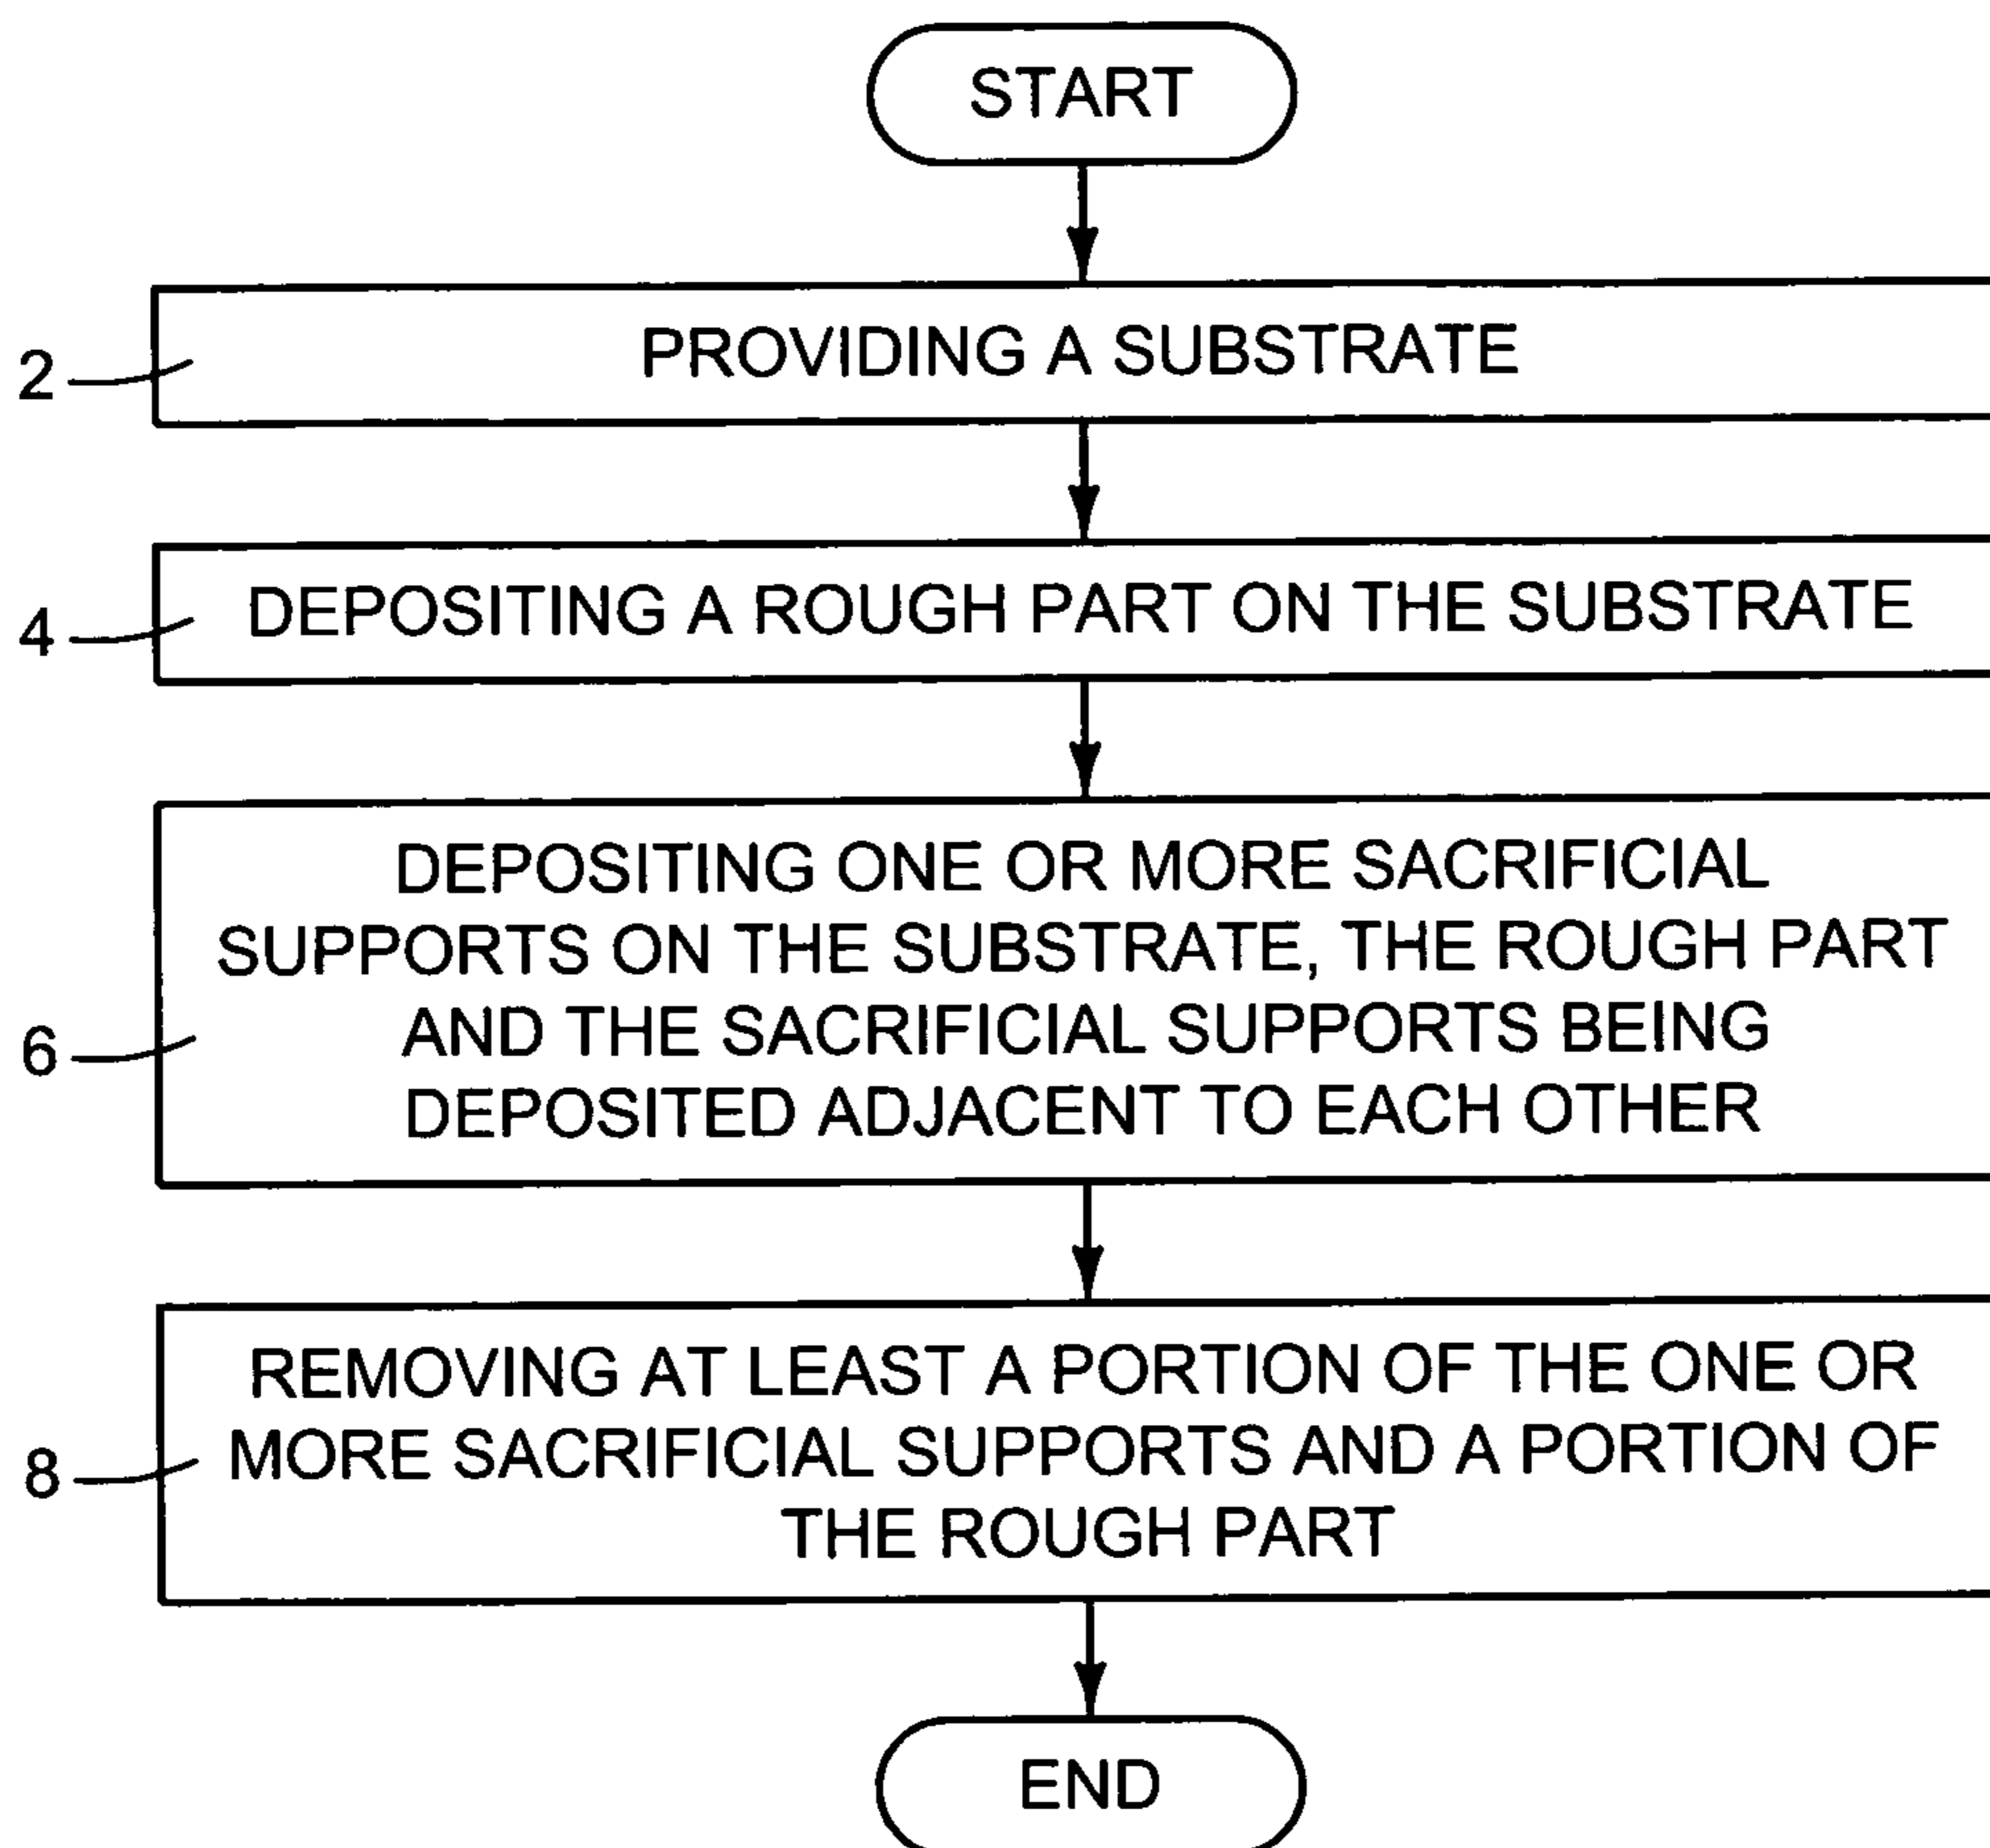 START
2
PROVIDING A SUBSTRATE
4
DEPOSITING A ROUGH PART ON THE SUBSTRATE
6
DEPOSITING ONE OR MORE SACRIFICIAL
SUPPORTS ON THE SUBSTRATE, THE ROUGH PART
AND THE SACRIFICIAL SUPPORTS BEING
DEPOSITED ADJACENT TO EACH OTHER
8
REMOVING AT LEAST A PORTION OF THE ONE OR
MORE SACRIFICIAL SUPPORTS AND A PORTION OF
THE ROUGH PART
END